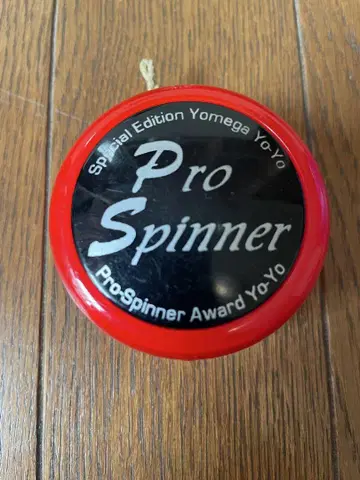 Special Edition Yomega Yo-Yo
Pro
Spinner
Pro-Spinner Award Yo-Yo